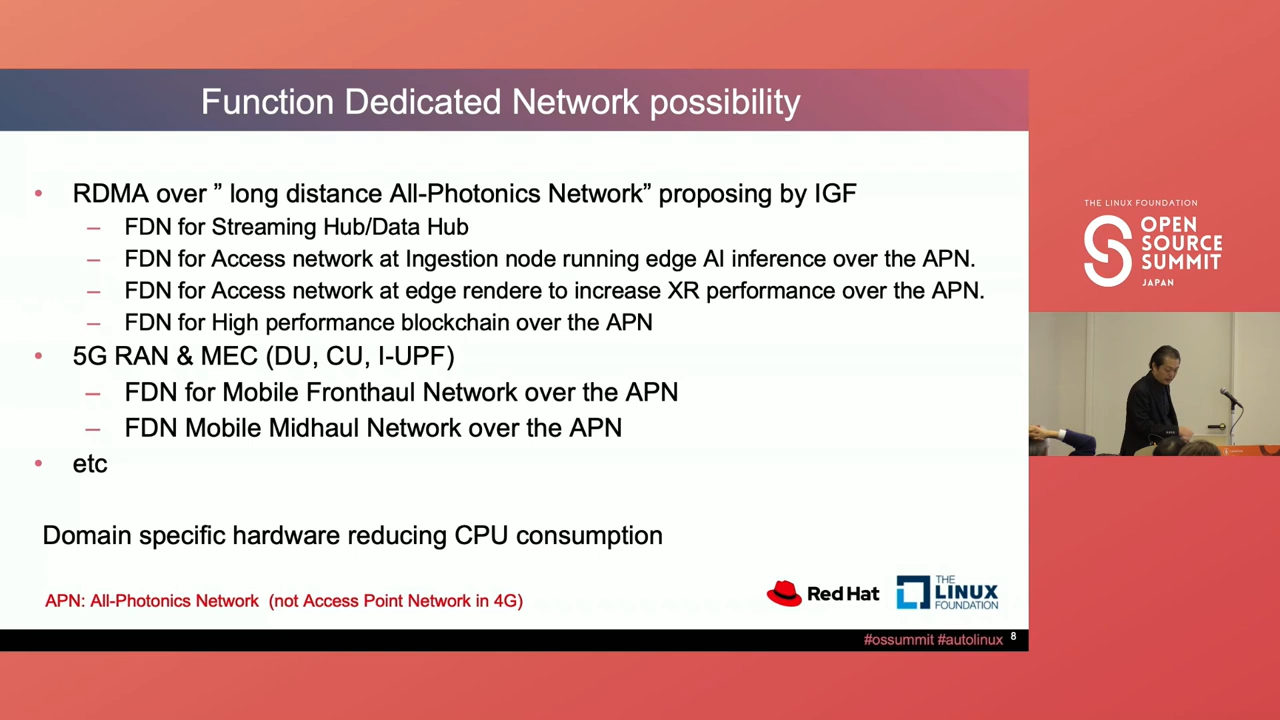 Function Dedicated Network possibility
• RDMA over ” long distance All-Photonics Network” proposing by IGF
– FDN for Streaming Hub/Data Hub
– FDN for Access network at Ingestion node running edge AI inference over the APN.
– FDN for Access network at edge rendere to increase XR performance over the APN.
– FDN for High performance blockchain over the APN
• 5G RAN & MEC (DU, CU, I-UPF)
– FDN for Mobile Fronthaul Network over the APN
– FDN Mobile Midhaul Network over the APN
• etc
Domain specific hardware reducing CPU consumption
APN: All-Photonics Network (not Access Point Network in 4G)
Red Hat
THE
LINUX
FOUNDATION
#ossummit #autolinux 8
THE LINUX FOUNDATION
OPEN
SOURCE
SUMMIT
JAPAN